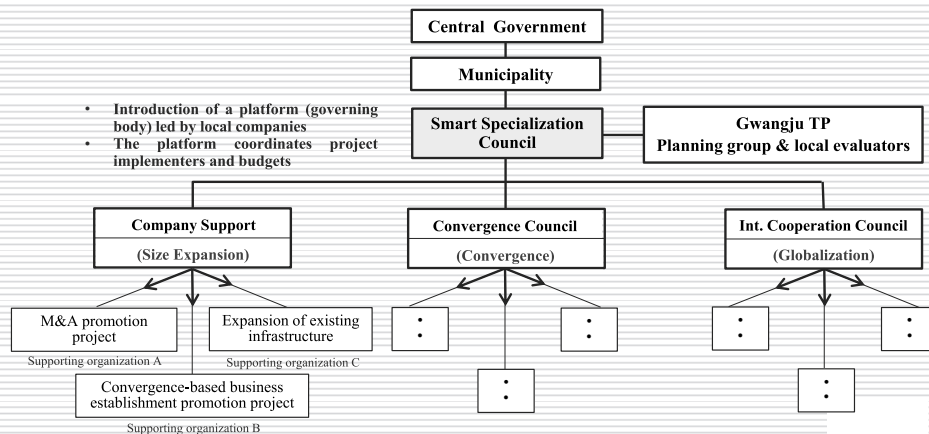 Central Government
Municipality
• Introduction of a platform (governing
body) led by local companies
• The platform coordinates project
implementers and budgets
Smart Specialization
Council
Gwangju TP
Planning group & local evaluators
Company Support
(Size Expansion)
Convergence Council
(Convergence)
Int. Cooperation Council
(Globalization)
M&A promotion
project
Supporting organization A
Expansion of existing
infrastructure
Supporting organization C
Convergence-based business
establishment promotion project
Supporting organization B
:
:
:
:
:
: